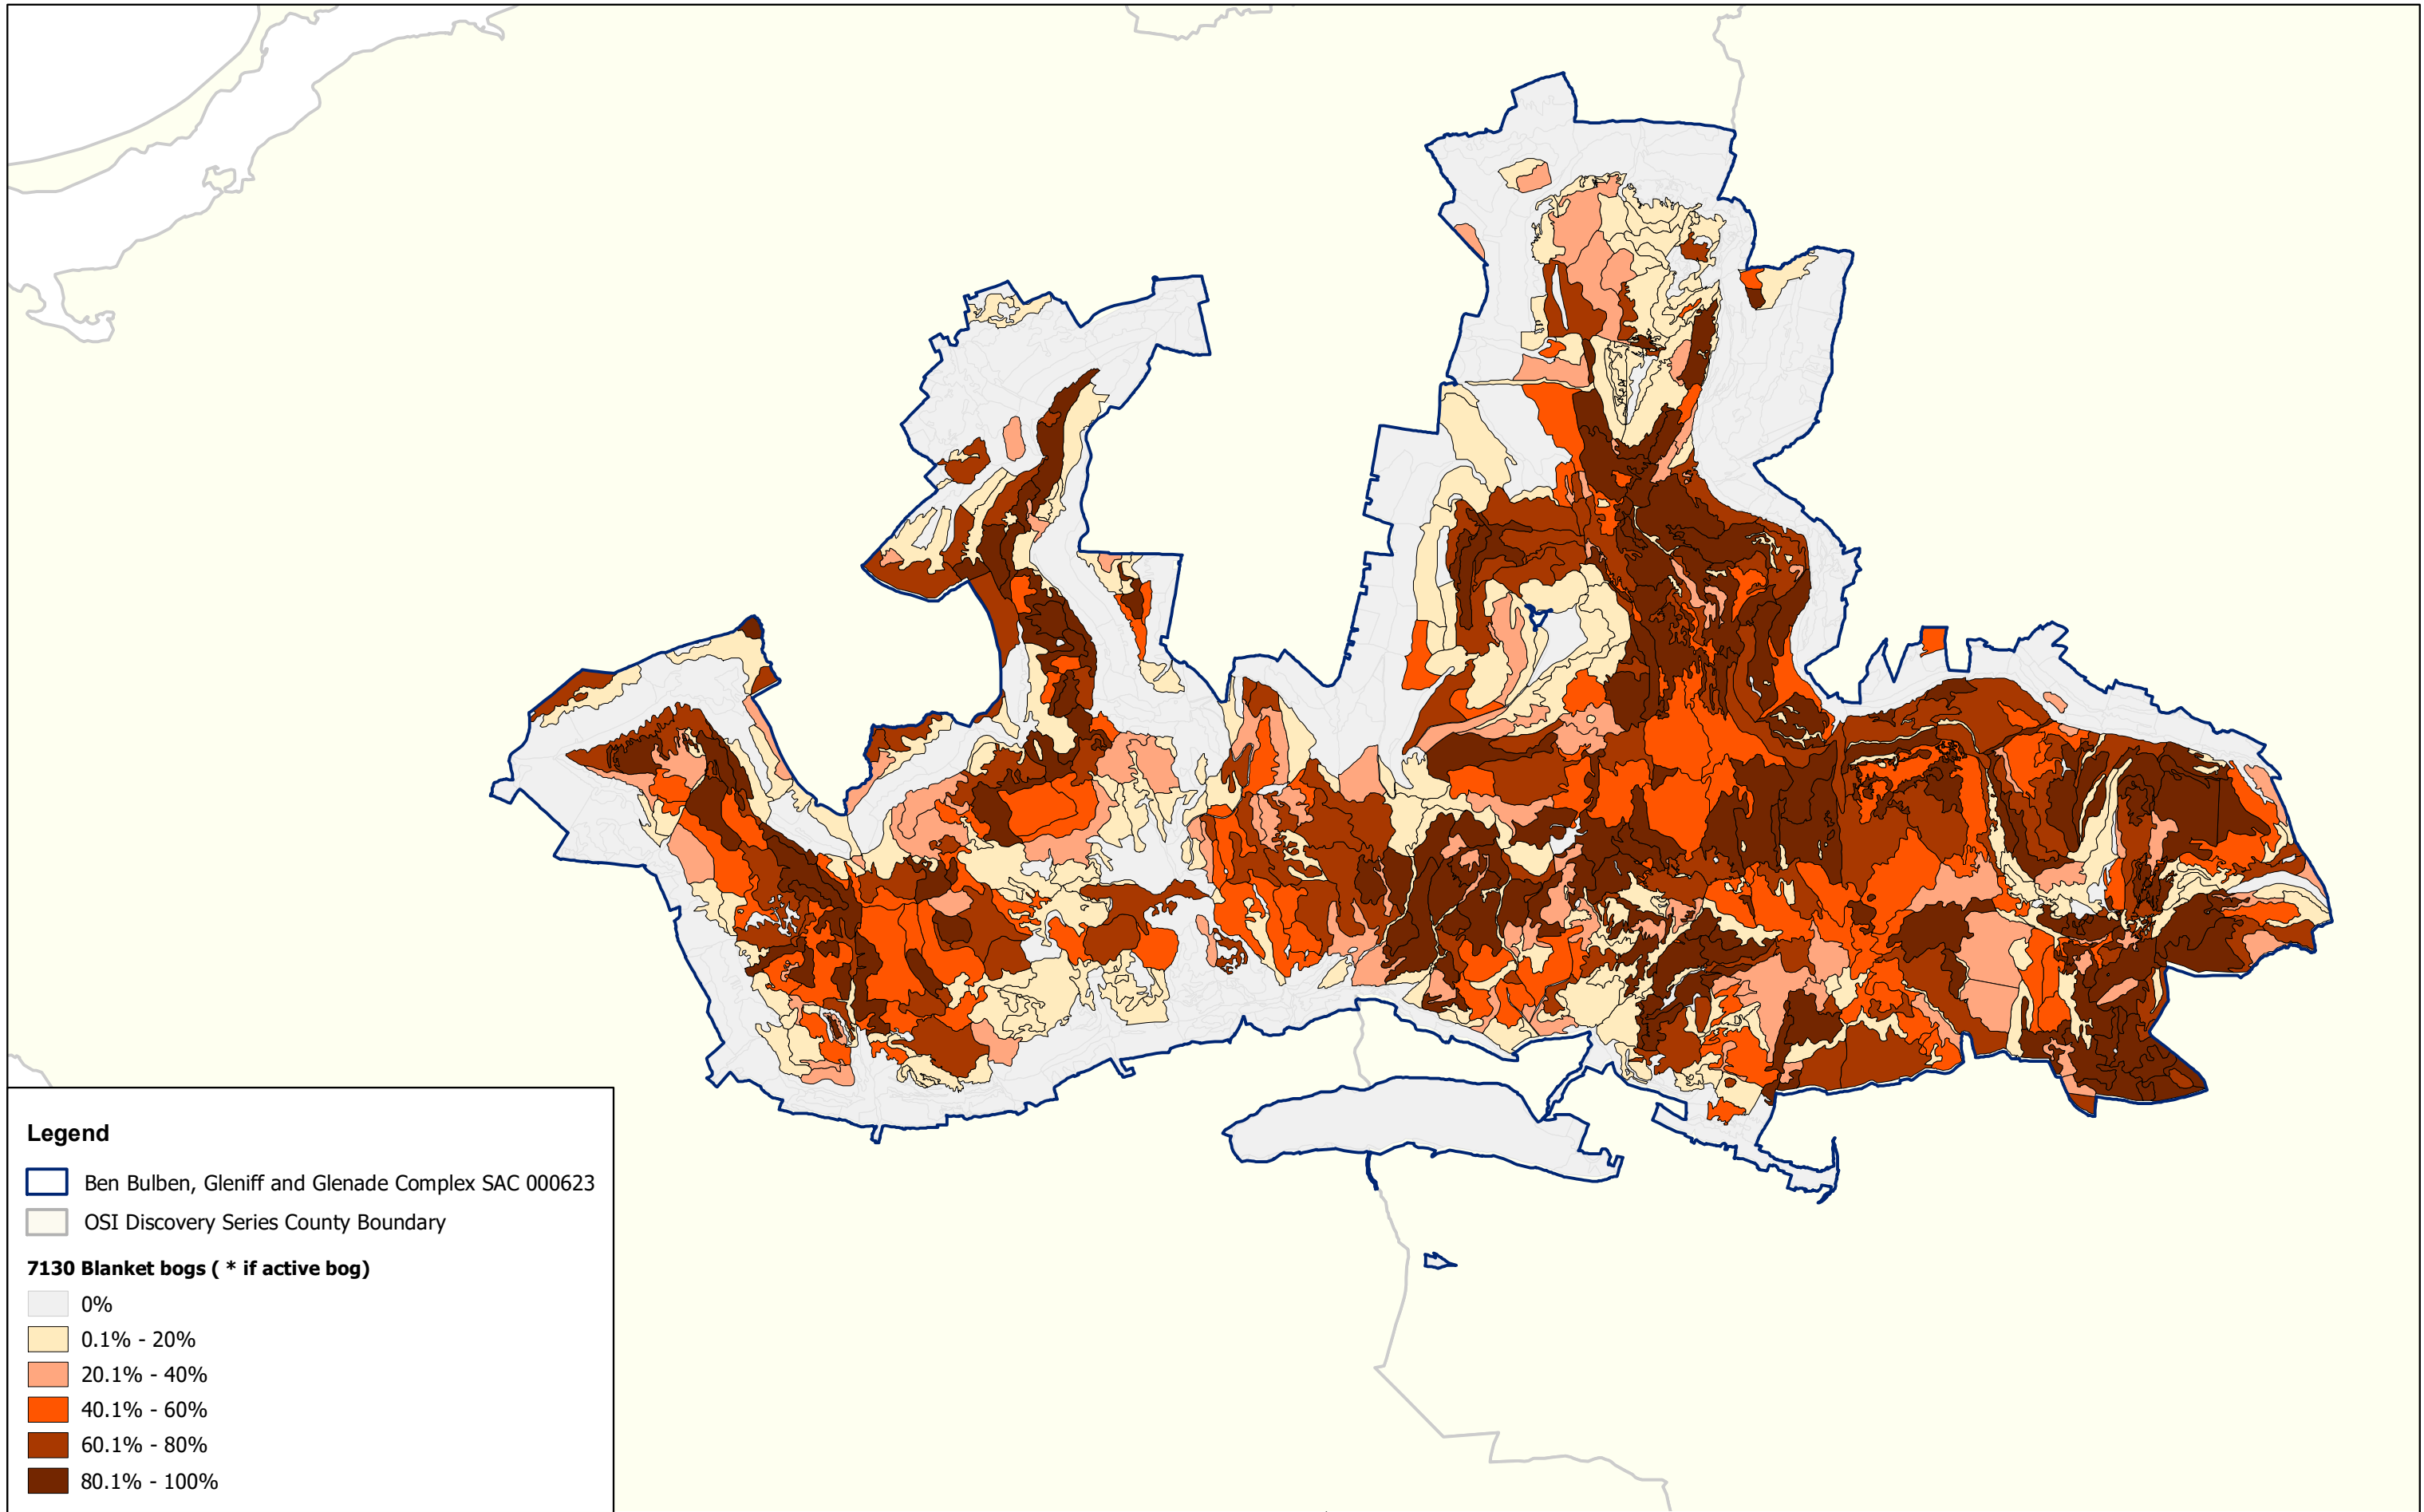 Legend
Ben Bulben, Gleniff and Glenade Complex SAC 000623
OSI Discovery Series County Boundary
7130 Blanket bogs ( * if active bog)
0%
0.1% - 20%
20.1% - 40%
40.1% - 60%
60.1% - 80%
80.1% - 100%